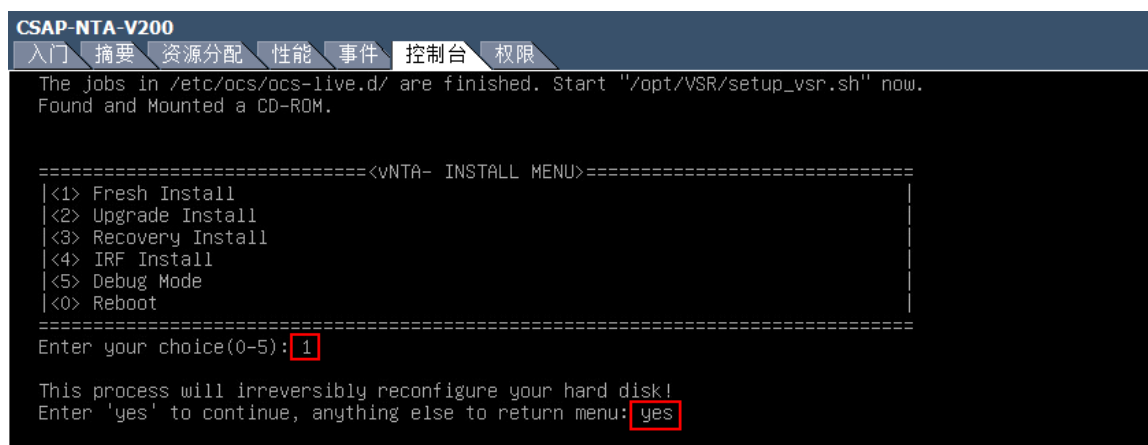 CSAP-NTA-V200
入门 摘要 资源分配 性能 事件 控制台 权限
The jobs in /etc/ocs/ocs-live.d/ are finished. Start "/opt/VSR/setup_vsr.sh" now.
Found and Mounted a CD-ROM.
==============================<vNTA- INSTALL MENU>==============================
|<1> Fresh Install |
|<2> Upgrade Install |
|<3> Recovery Install |
|<4> IRF Install |
|<5> Debug Mode |
|<0> Reboot |
================================================================================
Enter your choice(0-5): 1
This process will irreversibly reconfigure your hard disk!
Enter 'yes' to continue, anything else to return menu: yes